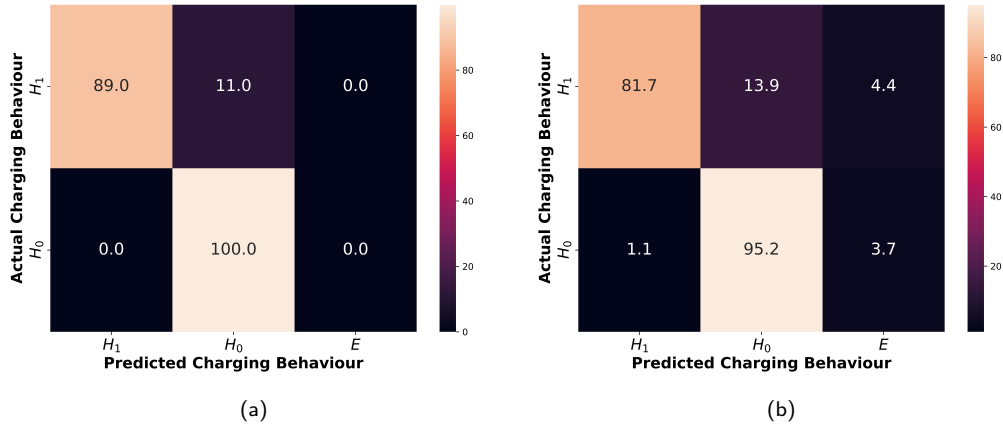 Actual Charging Behaviour
H₁
H₀
89.0 11.0 0.0
0.0 100.0 0.0
H₁ H₀ E
Predicted Charging Behaviour
80
60
40
20
0
(a)
Actual Charging Behaviour
H₁
H₀
81.7 13.9 4.4
1.1 95.2 3.7
H₁ H₀ E
Predicted Charging Behaviour
80
60
40
20
(b)